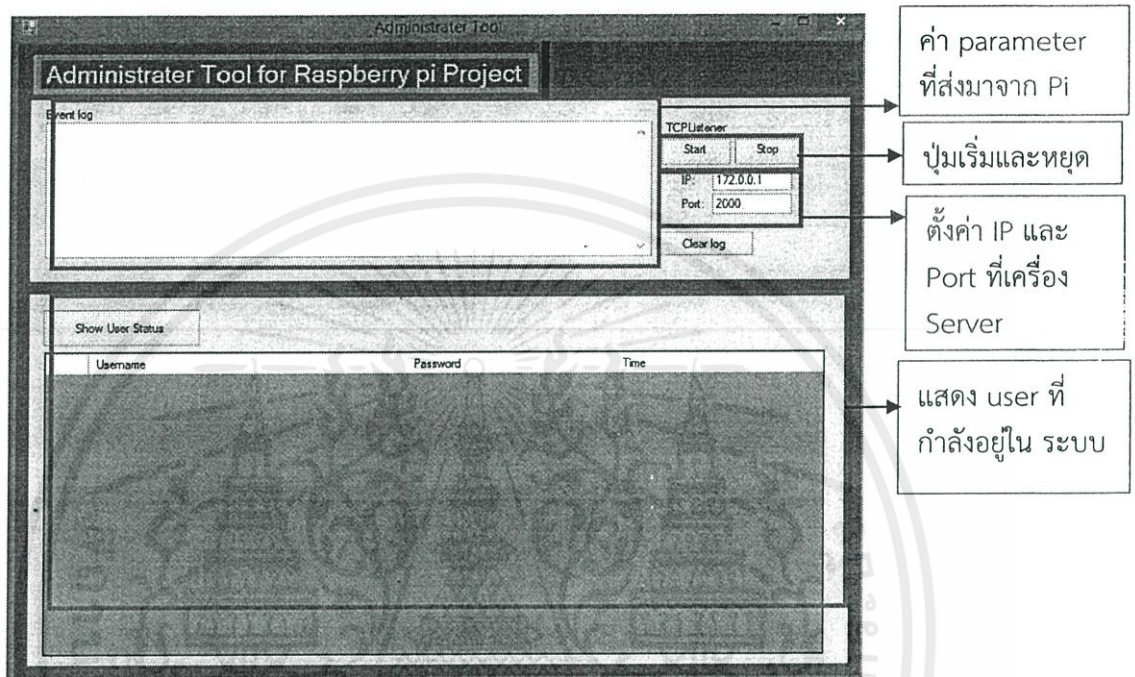 Administrater Tool
Administrater Tool for Raspberry pi Project
Event log
TCPListener
Start Stop
IP: 172.0.0.1
Port: 2000
Clear log
Show User Status
Username Password Time
ค่า parameter
ที่ส่งมาจาก Pi
ปุ่มเริ่มและหยุด
ตั้งค่า IP และ
Port ที่เครื่อง
Server
แสดง user ที่
กำลังอยู่ใน ระบบ